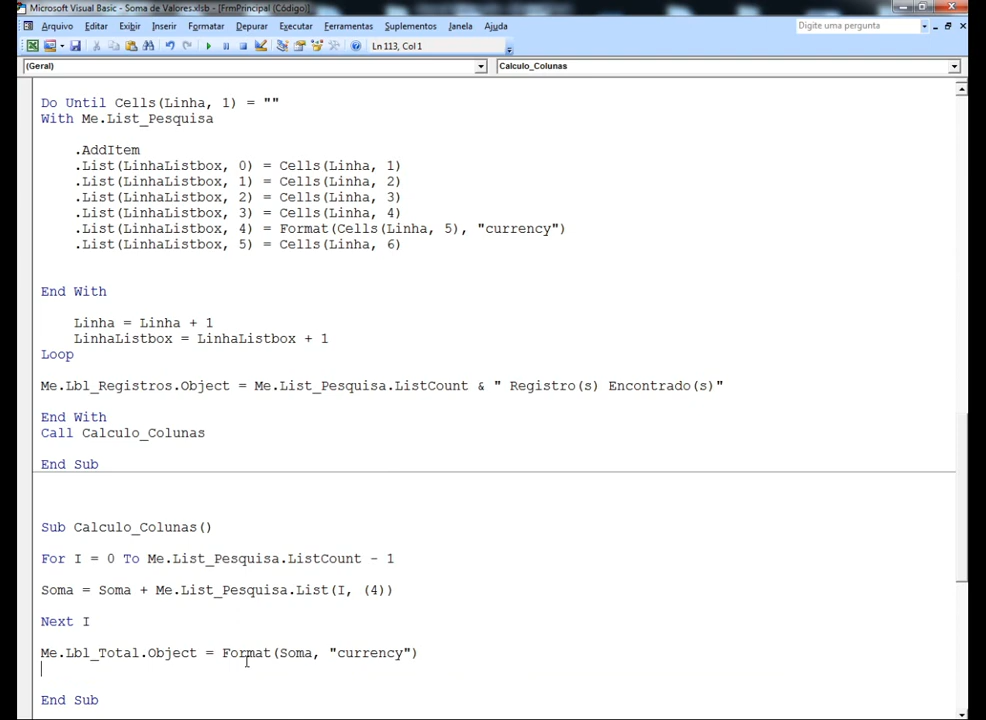 Microsoft Visual Basic - Soma de Valores.xlsb - [FrmPrincipal (Código)]
Arquivo Editar Exibir Inserir Formatar Depurar Executar Ferramentas Suplementos Janela Ajuda Digite uma pergunta
Ln 113, Col 1
(Geral) Calculo_Colunas
Do Until Cells(Linha, 1) = ""
With Me.List_Pesquisa
.AddItem
.List(LinhaListbox, 0) = Cells(Linha, 1)
.List(LinhaListbox, 1) = Cells(Linha, 2)
.List(LinhaListbox, 2) = Cells(Linha, 3)
.List(LinhaListbox, 3) = Cells(Linha, 4)
.List(LinhaListbox, 4) = Format(Cells(Linha, 5), "currency")
.List(LinhaListbox, 5) = Cells(Linha, 6)
End With
Linha = Linha + 1
LinhaListbox = LinhaListbox + 1
Loop
Me.Lbl_Registros.Object = Me.List_Pesquisa.ListCount & " Registro(s) Encontrado(s)"
End With
Call Calculo_Colunas
End Sub
Sub Calculo_Colunas()
For I = 0 To Me.List_Pesquisa.ListCount - 1
Soma = Soma + Me.List_Pesquisa.List(I, (4))
Next I
Me.Lbl_Total.Object = Format(Soma, "currency")
End Sub